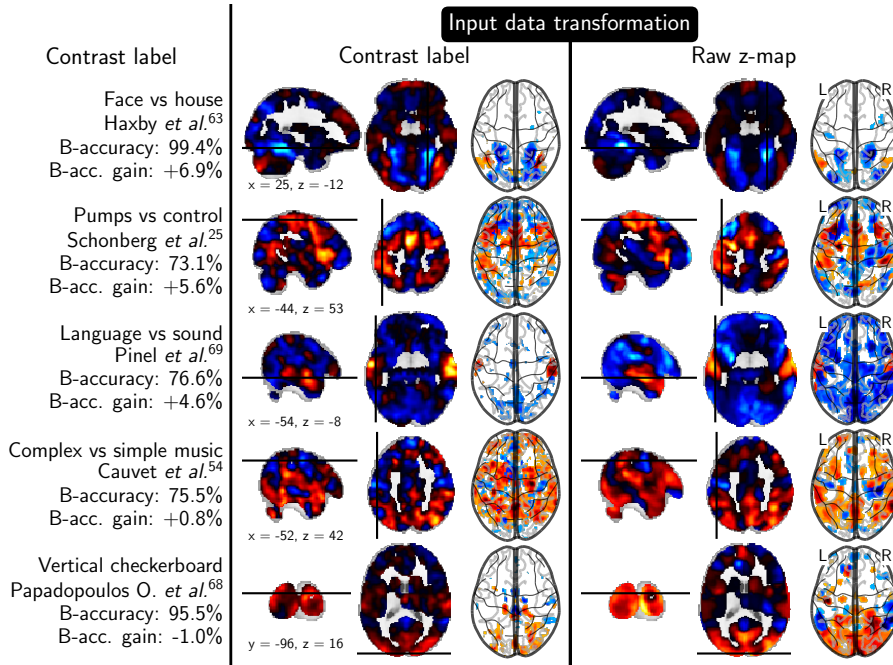 Input data transformation
Contrast label
Contrast label
Raw z-map
Face vs house
Haxby et al.63
B-accuracy: 99.4%
B-acc. gain: +6.9%
x = 25, z = -12
L R
Pumps vs control
Schonberg et al.25
B-accuracy: 73.1%
B-acc. gain: +5.6%
x = -44, z = 53
L R
Language vs sound
Pinel et al.69
B-accuracy: 76.6%
B-acc. gain: +4.6%
x = -54, z = -8
L R
Complex vs simple music
Cauvet et al.54
B-accuracy: 75.5%
B-acc. gain: +0.8%
x = -52, z = 42
L R
Vertical checkerboard
Papadopoulos O. et al.68
B-accuracy: 95.5%
B-acc. gain: -1.0%
y = -96, z = 16
L R